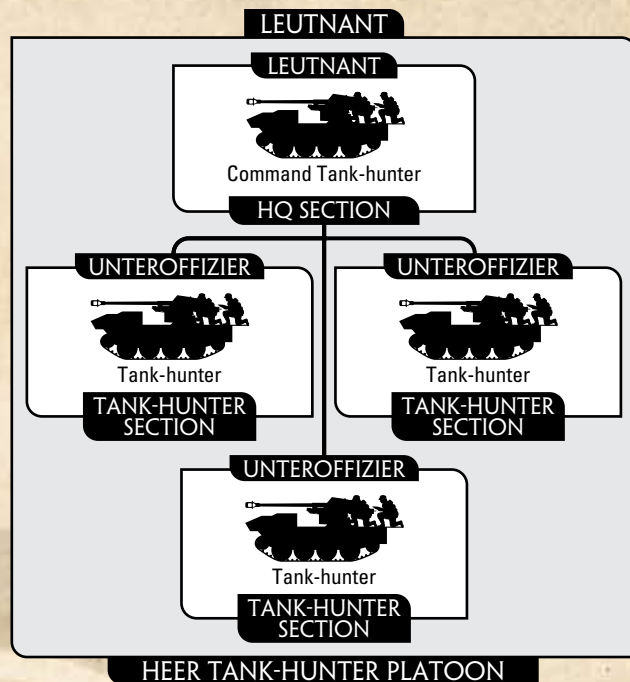 LEUTNANT
LEUTNANT
Command Tank-hunter
HQ SECTION
UNTEROFFIZIER
Tank-hunter
TANK-HUNTER
SECTION
UNTEROFFIZIER
Tank-hunter
TANK-HUNTER
SECTION
UNTEROFFIZIER
Tank-hunter
TANK-HUNTER
SECTION
HEER TANK-HUNTER PLATOON